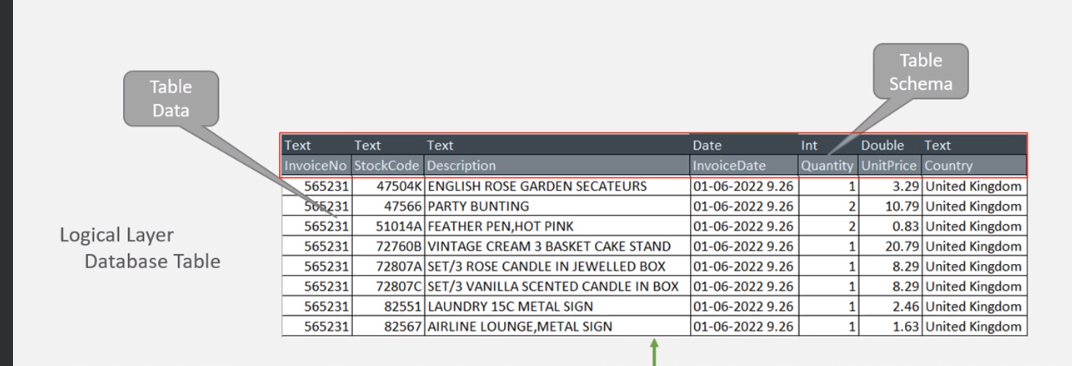 Table
Schema
Table
Data
Text Text Text Date Int Double Text
InvoiceNo StockCode Description InvoiceDate Quantity UnitPrice Country
565231 47504K ENGLISH ROSE GARDEN SECATEURS 01-06-2022 9.26 1 3.29 United Kingdom
565231 47566 PARTY BUNTING 01-06-2022 9.26 2 10.79 United Kingdom
565231 51014A FEATHER PEN,HOT PINK 01-06-2022 9.26 2 0.83 United Kingdom
565231 72760B VINTAGE CREAM 3 BASKET CAKE STAND 01-06-2022 9.26 1 20.79 United Kingdom
565231 72807A SET/3 ROSE CANDLE IN JEWELLED BOX 01-06-2022 9.26 1 8.29 United Kingdom
565231 72807C SET/3 VANILLA SCENTED CANDLE IN BOX 01-06-2022 9.26 1 8.29 United Kingdom
565231 82551 LAUNDRY 15C METAL SIGN 01-06-2022 9.26 1 2.46 United Kingdom
565231 82567 AIRLINE LOUNGE,METAL SIGN 01-06-2022 9.26 1 1.63 United Kingdom
Logical Layer
Database Table